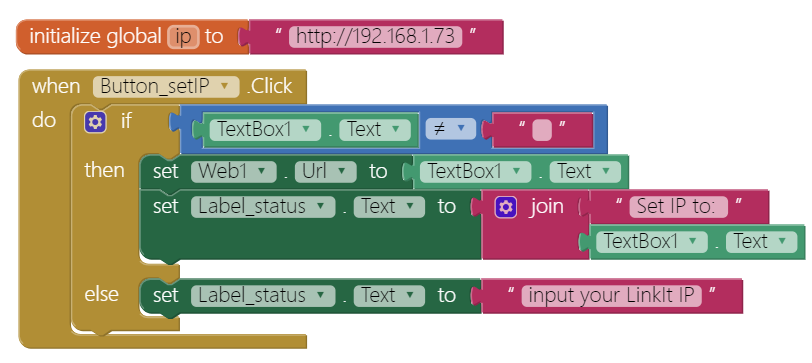 initialize global ip to " http://192.168.1.73 "
when Button_setIP .Click
do if TextBox1 . Text ≠ " "
then set Web1 . Url to TextBox1 . Text
set Label_status . Text to join " Set IP to: "
TextBox1 . Text
else set Label_status . Text to " input your LinkIt IP "